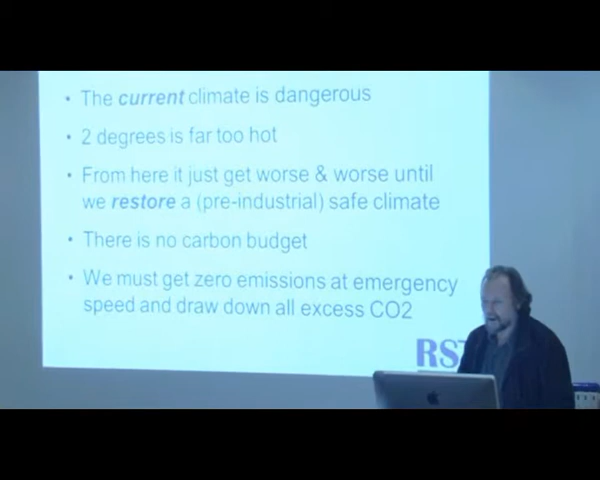 • The current climate is dangerous
• 2 degrees is far too hot
• From here it just get worse & worse until
we restore a (pre-industrial) safe climate
• There is no carbon budget
• We must get zero emissions at emergency
speed and draw down all excess CO2
RST